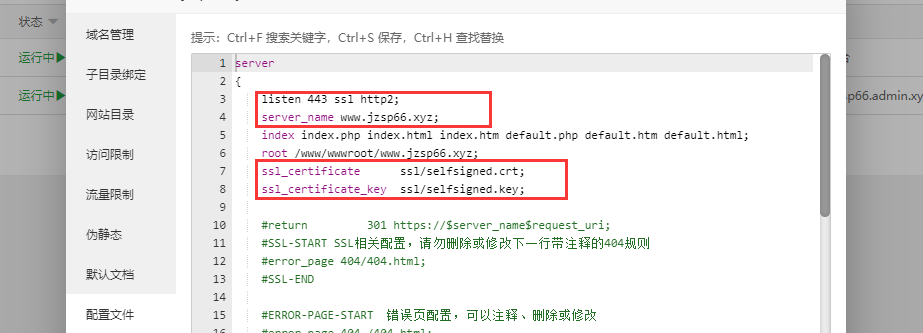 状态
运行中
运行中
域名管理
子目录绑定
网站目录
访问限制
流量限制
伪静态
默认文档
配置文件
提示：Ctrl+F 搜索关键字，Ctrl+S 保存，Ctrl+H 查找替换
1 server
2 {
3 listen 443 ssl http2;
4 server_name www.jzsp66.xyz;
5 index index.php index.html index.htm default.php default.htm default.html;
6 root /www/wwwroot/www.jzsp66.xyz;
7 ssl_certificate ssl/selfsigned.crt;
8 ssl_certificate_key ssl/selfsigned.key;
9
10 #return 301 https://$server_name$request_uri;
11 #SSL-START SSL相关配置，请勿删除或修改下一行带注释的404规则
12 #error_page 404/404.html;
13 #SSL-END
14
15 #ERROR-PAGE-START 错误页配置，可以注释、删除或修改
16 #error_page 404 /404.html;
sp66.admin.xy